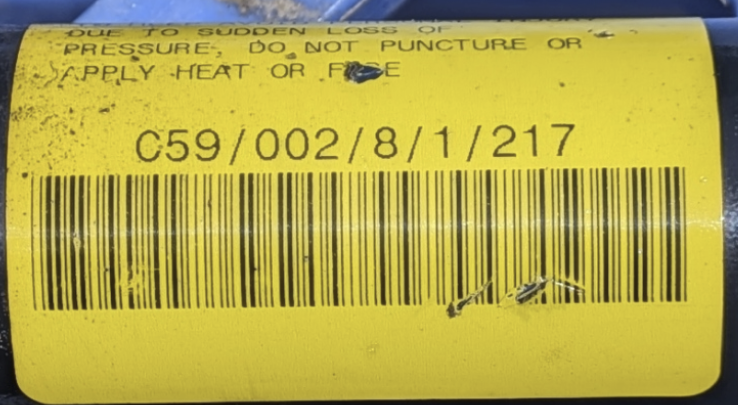 DUE TO SUDDEN LOSS OF
PRESSURE, DO NOT PUNCTURE OR
APPLY HEAT OR
C59/002/8/1/217